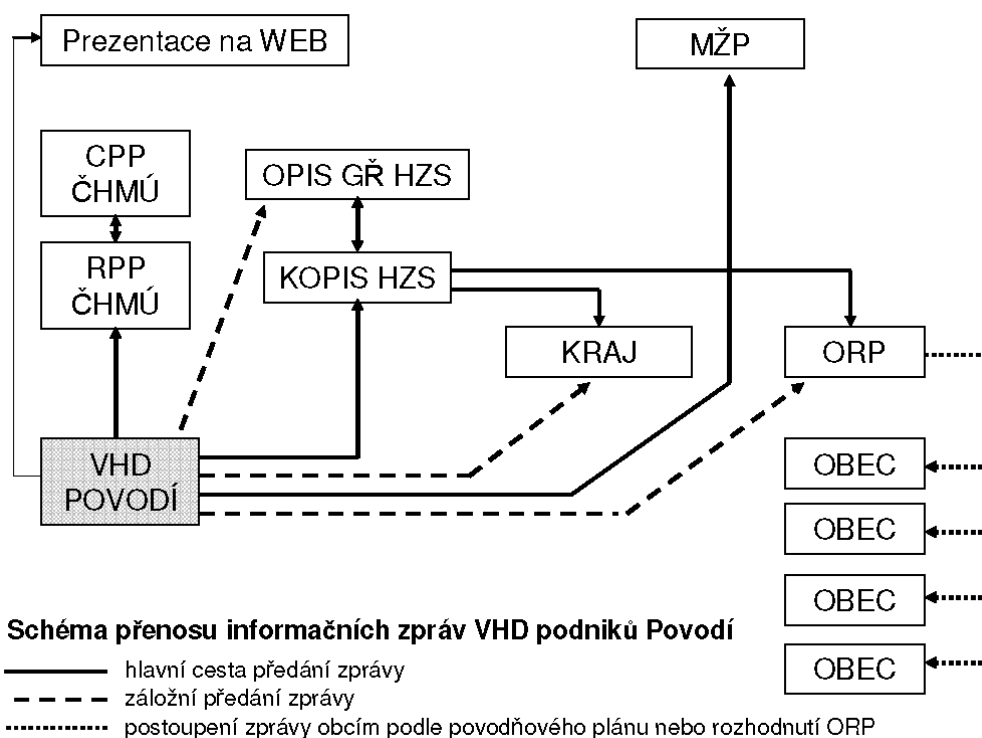 Prezentace na WEB
MŽP
CPP
ČHMÚ
OPIS GŘ HZS
RPP
ČHMÚ
KOPIS HZS
KRAJ
ORP
VHD
POVODÍ
OBEC
OBEC
OBEC
OBEC
Schéma přenosu informačních zpráv VHD podniků Povodí
hlavní cesta předání zprávy
záložní předání zprávy
postoupení zprávy obcím podle povodňového plánu nebo rozhodnutí ORP